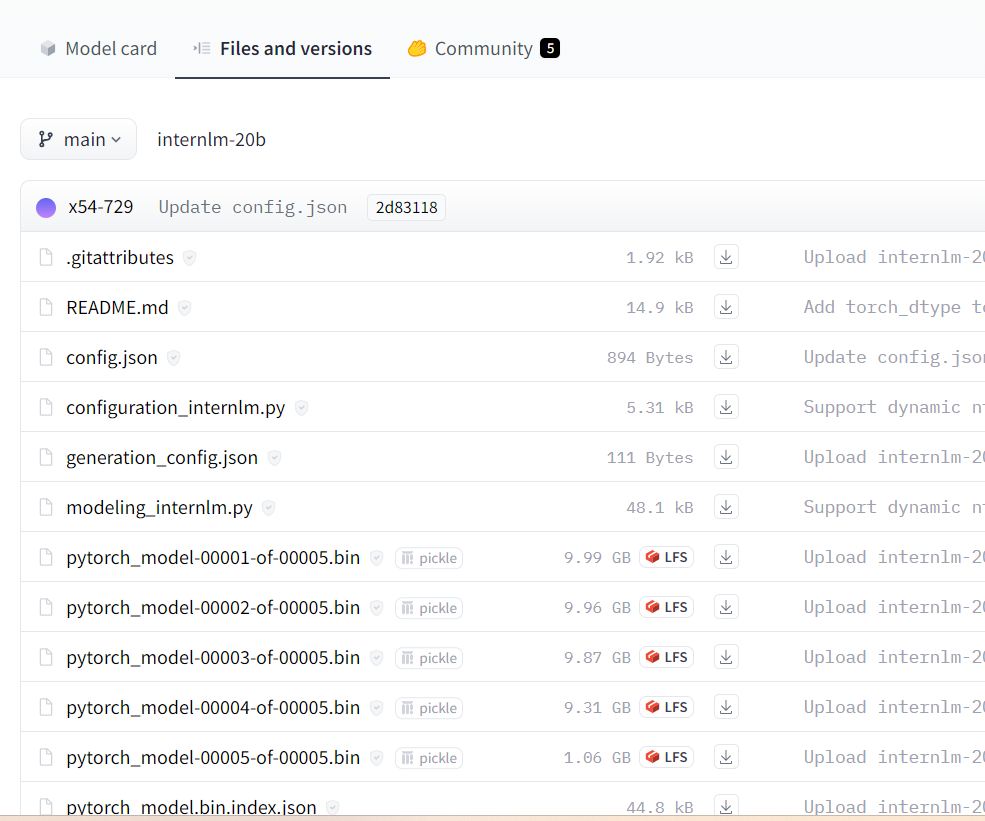 Model card Files and versions Community 5
main internlm-20b
x54-729 Update config.json 2d83118
.gitattributes 1.92 kB Upload internlm-20
README.md 14.9 kB Add torch_dtype to
config.json 894 Bytes Update config.json
configuration_internlm.py 5.31 kB Support dynamic nt
generation_config.json 111 Bytes Upload internlm-20
modeling_internlm.py 48.1 kB Support dynamic nt
pytorch_model-00001-of-00005.bin pickle 9.99 GB LFS Upload internlm-20
pytorch_model-00002-of-00005.bin pickle 9.96 GB LFS Upload internlm-20
pytorch_model-00003-of-00005.bin pickle 9.87 GB LFS Upload internlm-20
pytorch_model-00004-of-00005.bin pickle 9.31 GB LFS Upload internlm-20
pytorch_model-00005-of-00005.bin pickle 1.06 GB LFS Upload internlm-20
pytorch_model.bin.index.json 44.8 kB Upload internlm-20